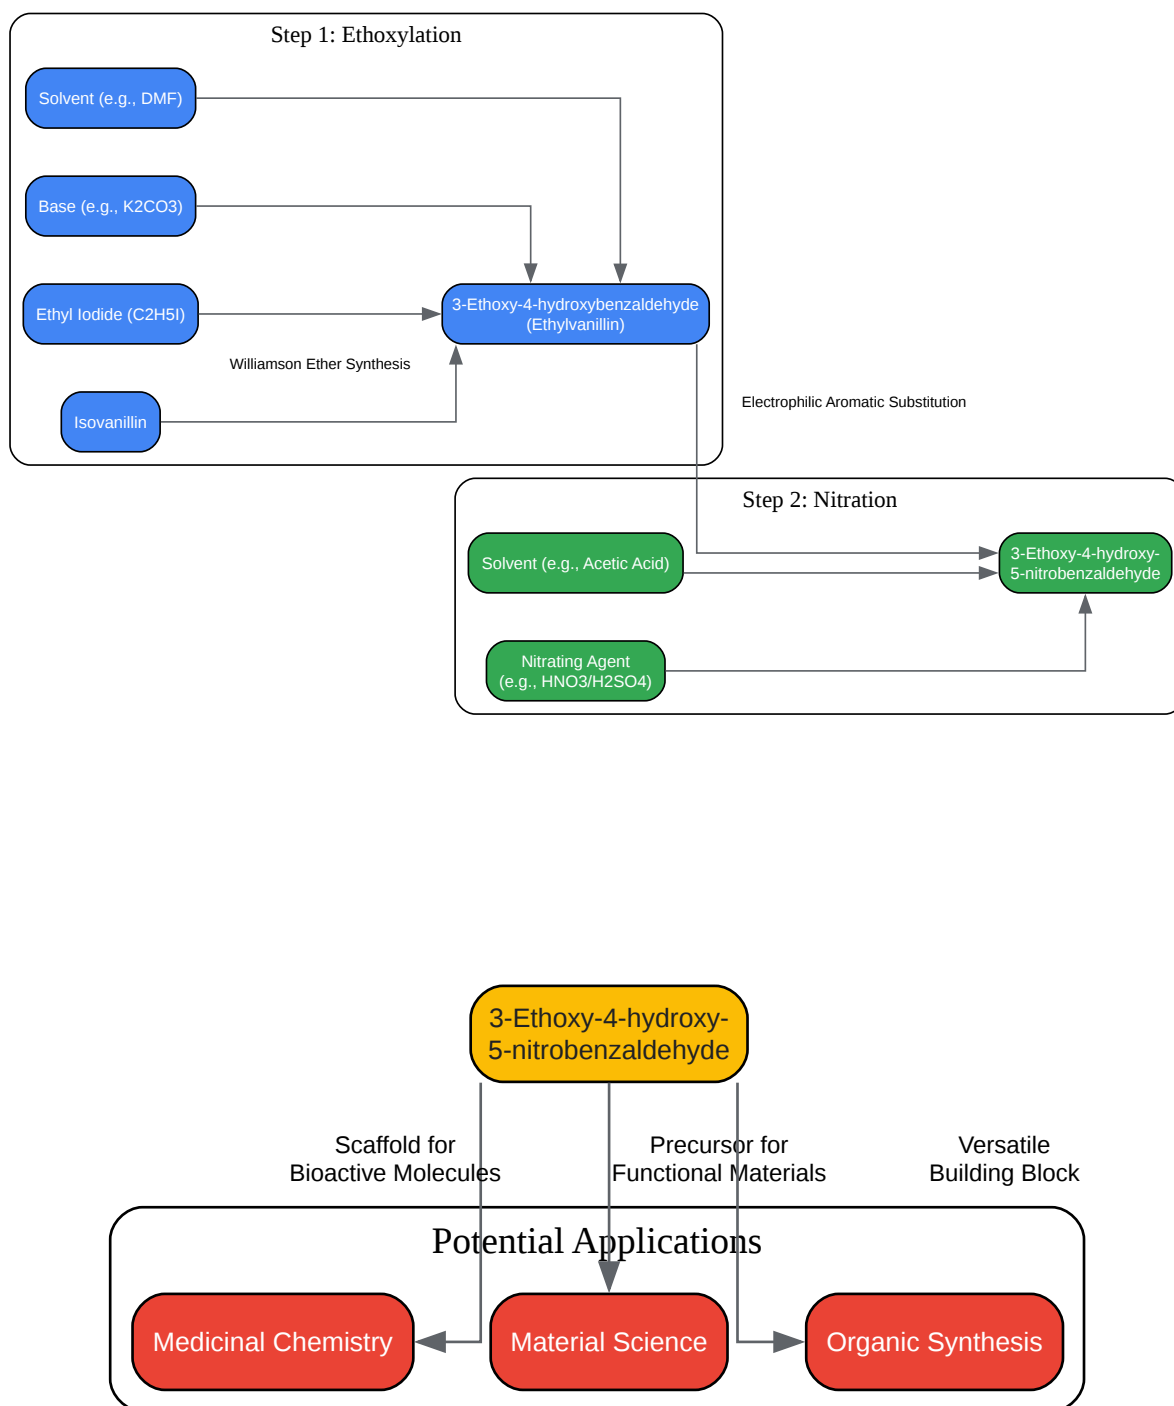 Step 1: Ethoxylation
Solvent (e.g., DMF)
Base (e.g., K2CO3)
Ethyl Iodide (C2H5I)
3-Ethoxy-4-hydroxybenzaldehyde
(Ethylvanillin)
Williamson Ether Synthesis
Isovanillin
Electrophilic Aromatic Substitution
Step 2: Nitration
Solvent (e.g., Acetic Acid)
3-Ethoxy-4-hydroxy-
5-nitrobenzaldehyde
Nitrating Agent
(e.g., HNO3/H2SO4)
3-Ethoxy-4-hydroxy-
5-nitrobenzaldehyde
Scaffold for
Bioactive Molecules
Precursor for
Functional Materials
Versatile
Building Block
Potential Applications
Medicinal Chemistry
Material Science
Organic Synthesis